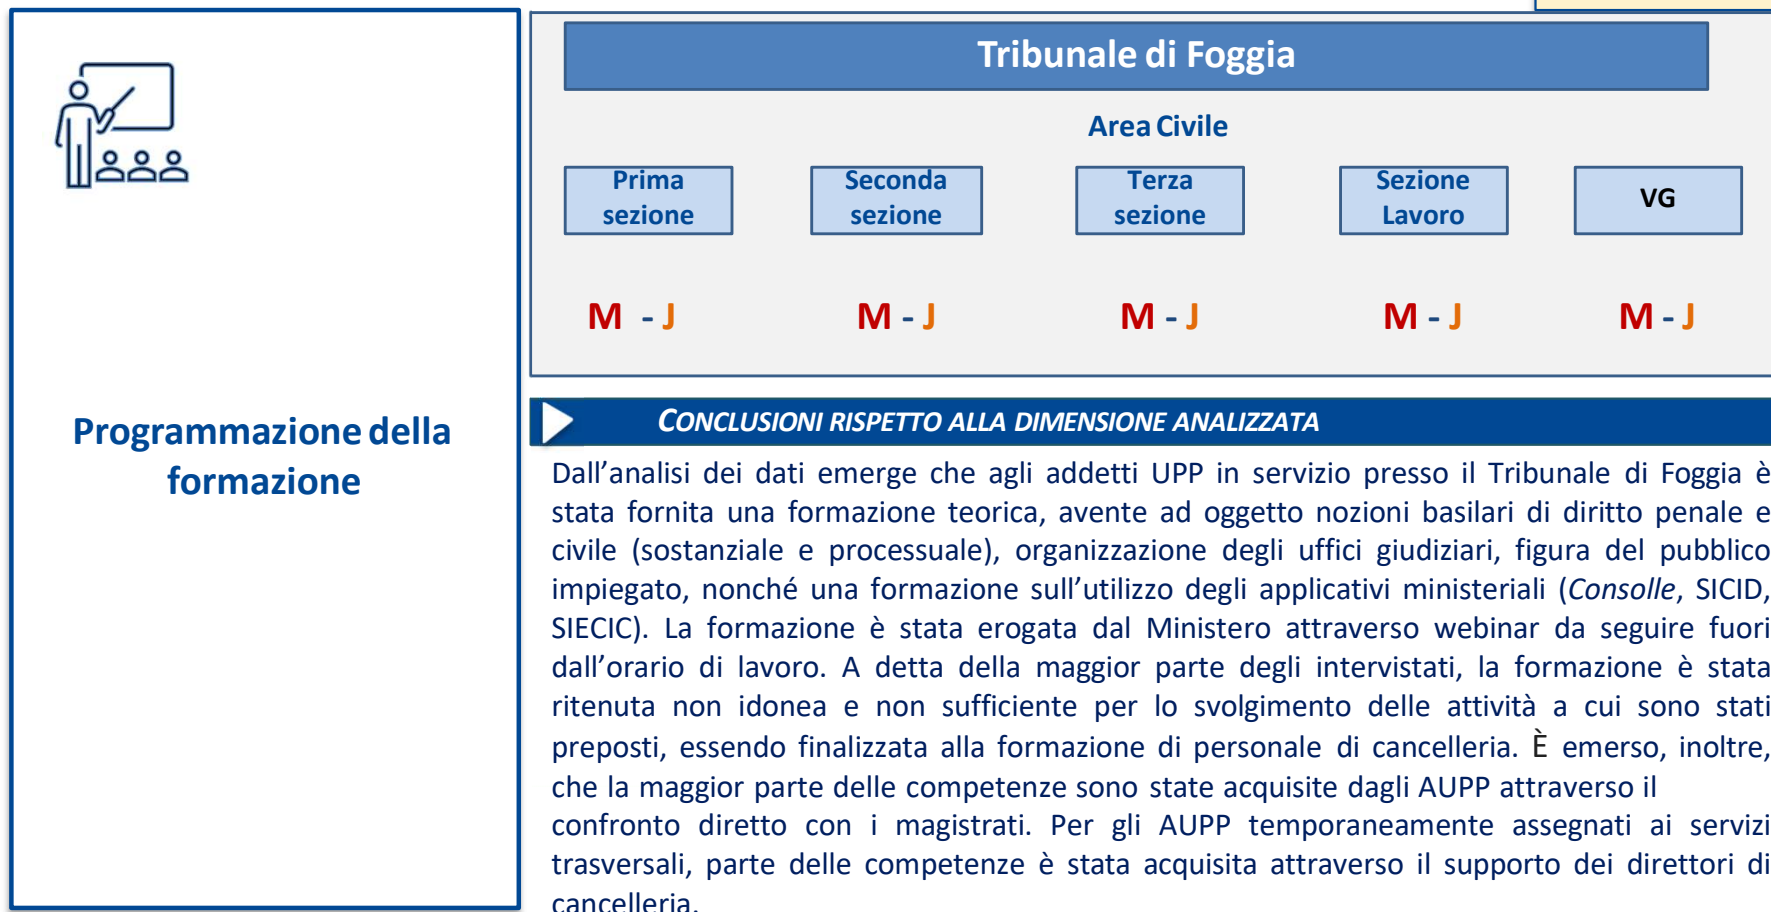 Tribunale di Foggia
Area Civile
Prima sezione
Seconda sezione
Terza sezione
Sezione Lavoro
VG
M - J
M - J
M - J
M - J
M - J
Programmazione della
formazione
CONCLUSIONI RISPETTO ALLA DIMENSIONE ANALIZZATA
Dall’analisi dei dati emerge che agli addetti UPP in servizio presso il Tribunale di Foggia è
stata fornita una formazione teorica, avente ad oggetto nozioni basilari di diritto penale e
civile (sostanziale e processuale), organizzazione degli uffici giudiziari, figura del pubblico
impiegato, nonché una formazione sull’utilizzo degli applicativi ministeriali (Consolle, SICID,
SIECIC). La formazione è stata erogata dal Ministero attraverso webinar da seguire fuori
dall’orario di lavoro. A detta della maggior parte degli intervistati, la formazione è stata
ritenuta non idonea e non sufficiente per lo svolgimento delle attività a cui sono stati
preposti, essendo finalizzata alla formazione di personale di cancelleria. È emerso, inoltre,
che la maggior parte delle competenze sono state acquisite dagli AUPP attraverso il
confronto diretto con i magistrati. Per gli AUPP temporaneamente assegnati ai servizi
trasversali, parte delle competenze è stata acquisita attraverso il supporto dei direttori di
cancelleria.